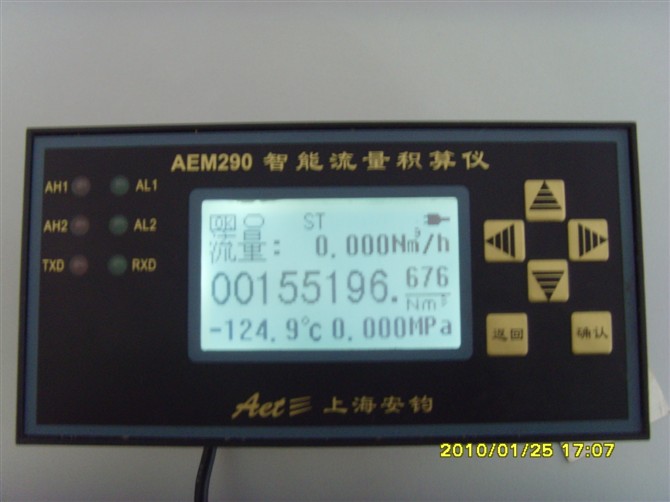 AEM290 智能流量积算仪
AH1 AL1
AH2 AL2
TXD RXD
ST
流量: 0.000Nm³/h
00155196.676
Nm³
-124.9℃ 0.000MPa
返回 确认
Aet 上海安钧
2010/01/25 17:07